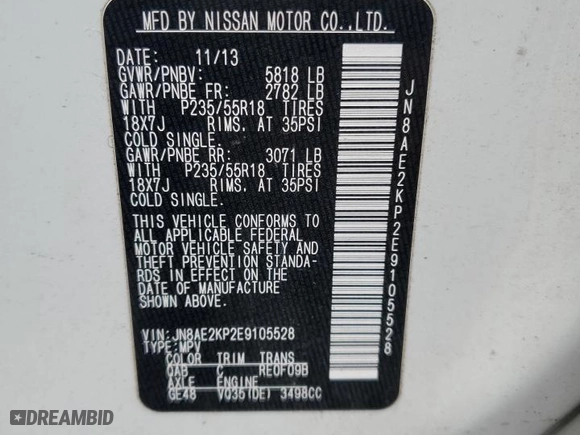 MFD BY NISSAN MOTOR CO.,LTD.
DATE: 11/13
GVWR/PNBV: 5818 LB
GAWR/PNBE FR: 2782 LB
WITH P235/55R18 TIRES
18X7J RIMS. AT 35PSI
COLD SINGLE.
GAWR/PNBE RR: 3071 LB
WITH P235/55R18 TIRES
18X7J RIMS. AT 35PSI
COLD SINGLE.
THIS VEHICLE CONFORMS TO
ALL APPLICABLE FEDERAL
MOTOR VEHICLE SAFETY AND
THEFT PREVENTION STANDA-
RDS IN EFFECT ON THE
DATE OF MANUFACTURE
SHOWN ABOVE.
VIN:JN8AE2KP2E9105528
TYPE:MPV
COLOR TRIM TRANS
QAB C RE0F09B
AXLE ENGINE
GE48 VQ35(DE) 3498CC
JN8AE2KP2E9105528
DREAMBID